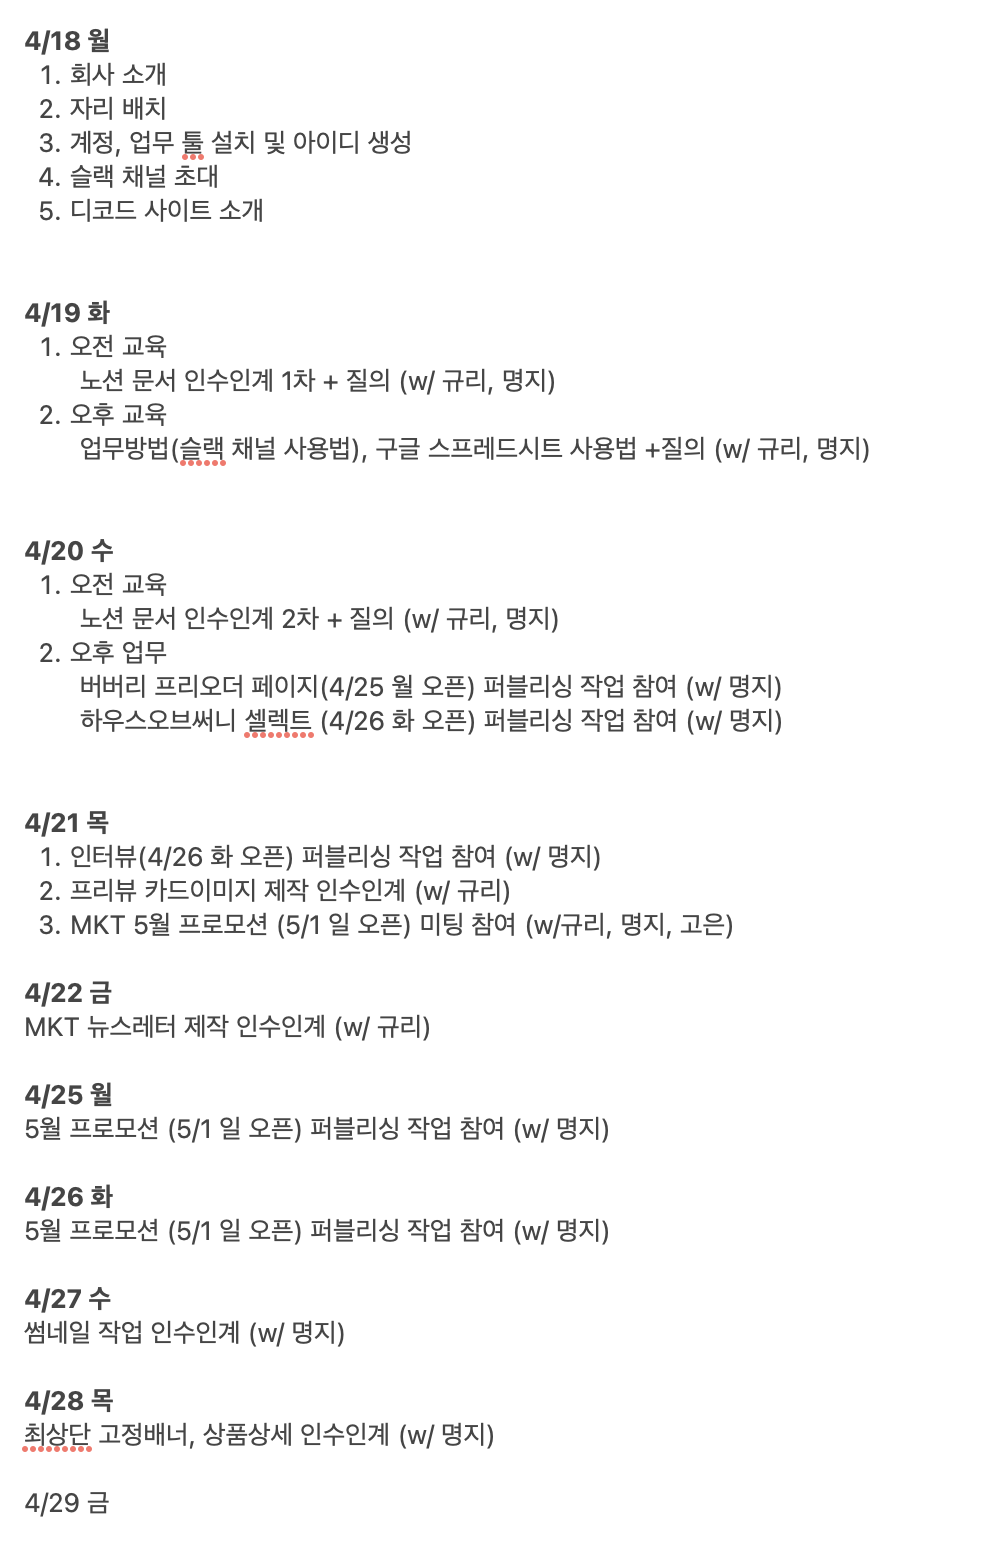 4/18 월
1. 회사 소개
2. 자리 배치
3. 계정, 업무 툴 설치 및 아이디 생성
4. 슬랙 채널 초대
5. 디코드 사이트 소개
4/19 화
1. 오전 교육
노션 문서 인수인계 1차 + 질의 (w/ 규리, 명지)
2. 오후 교육
업무방법(슬랙 채널 사용법), 구글 스프레드시트 사용법 +질의 (w/ 규리, 명지)
4/20 수
1. 오전 교육
노션 문서 인수인계 2차 + 질의 (w/ 규리, 명지)
2. 오후 업무
버버리 프리오더 페이지(4/25 월 오픈) 퍼블리싱 작업 참여 (w/ 명지)
하우스오브써니 셀렉트 (4/26 화 오픈) 퍼블리싱 작업 참여 (w/ 명지)
4/21 목
1. 인터뷰(4/26 화 오픈) 퍼블리싱 작업 참여 (w/ 명지)
2. 프리뷰 카드이미지 제작 인수인계 (w/ 규리)
3. MKT 5월 프로모션 (5/1 일 오픈) 미팅 참여 (w/규리, 명지, 고은)
4/22 금
MKT 뉴스레터 제작 인수인계 (w/ 규리)
4/25 월
5월 프로모션 (5/1 일 오픈) 퍼블리싱 작업 참여 (w/ 명지)
4/26 화
5월 프로모션 (5/1 일 오픈) 퍼블리싱 작업 참여 (w/ 명지)
4/27 수
썸네일 작업 인수인계 (w/ 명지)
4/28 목
최상단 고정배너, 상품상세 인수인계 (w/ 명지)
4/29 금